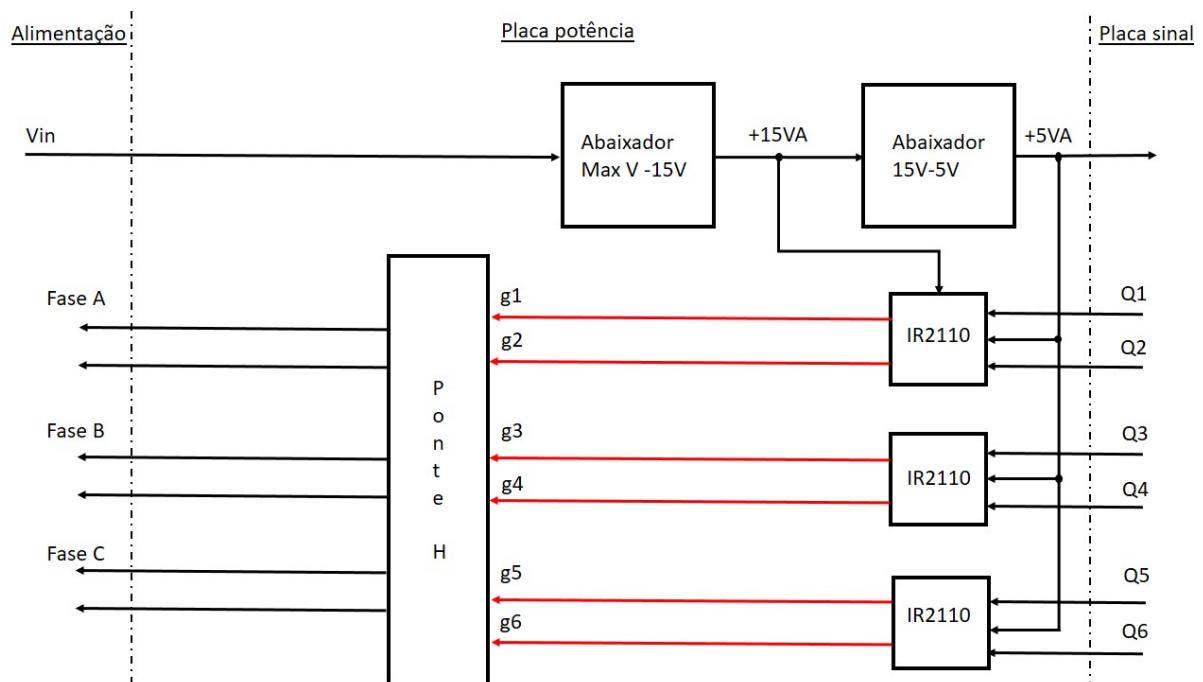 Alimentação
Placa potência
Placa sinal
Vin
Abaixador
Max V -15V
+15VA
Abaixador
15V-5V
+5VA
Fase A
g1
IR2110
Q1
g2
Q2
Fase B
g3
IR2110
Q3
g4
Q4
Fase C
g5
IR2110
Q5
g6
Q6
P
o
n
t
e
H